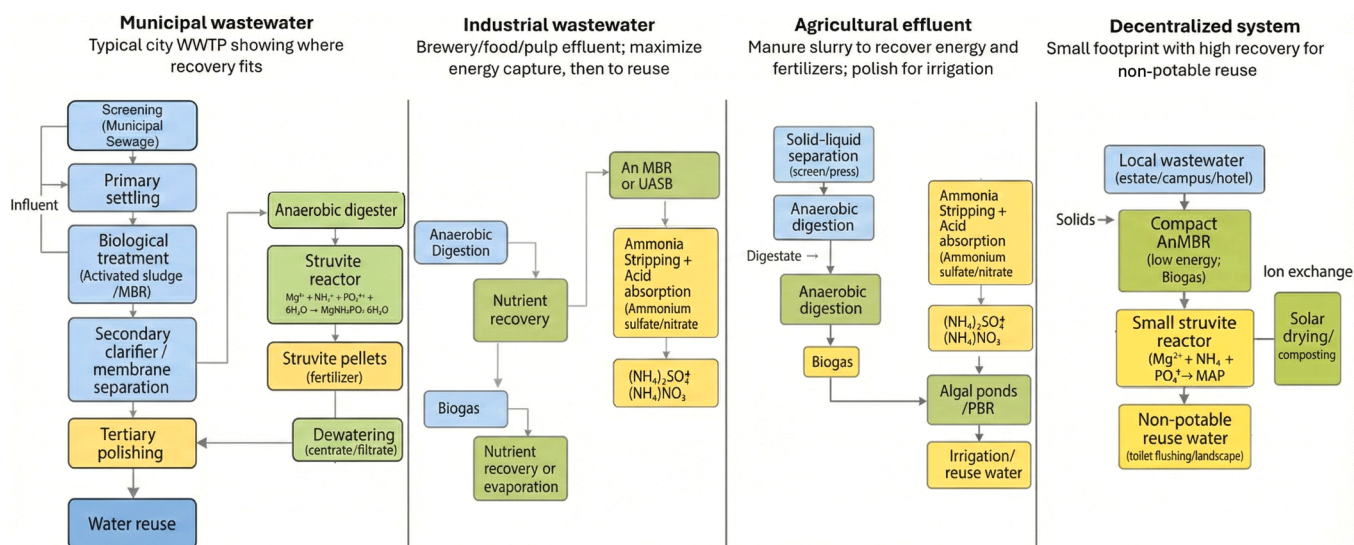 Municipal wastewater
Typical city WWTP showing where
recovery fits
Screening
(Municipal
Sewage)
Primary
settling
Influent
Biological
treatment
(Activated sludge
/MBR)
Secondary
clarifier /
membrane
separation
Tertiary
polishing
Water reuse
Anaerobic digester
Struvite
reactor
6H₂O → MgNH₂PO₂ 6H₂O
Struvite pellets
(fertilizer)
Dewatering
(centrate/filtrate)
Industrial wastewater
Brewery/food/pulp effluent; maximize
energy capture, then to reuse
Anaerobic
Digestion
Nutrient
recovery
Biogas
Nutrient
recovery or
evaporation
An MBR
or UASB
Ammonia
Stripping +
Acid
absorption
(Ammonium
sulfate/nitrate
(NH₄)₂SO₄‡
(NH₄)NO₃
Agricultural effluent
Manure slurry to recover energy and
fertilizers; polish for irrigation
Solid-liquid
separation
(screen/press)
Anaerobic
digestion
Digestate →
Anaerobic
digestion
Biogas
Ammonia
Stripping +
Acid
absorption
(Ammonium
sulfate/nitrate
(NH₄)₂SO₄‡
(NH₄)NO₃
Algal ponds
/PBR
Irrigation/
reuse water
Decentralized system
Small footprint with high recovery for
non-potable reuse
Local wastewater
(estate/campus/hotel)
Solids →
Compact
AnMBR
(low energy;
Biogas)
Ion exchange
Small struvite
reactor
(Mg²⁺ + NH₄ +
PO₄⁺→ MAP
Solar
drying/
composting
Non-potable
reuse water
(toilet flushing/landscape)